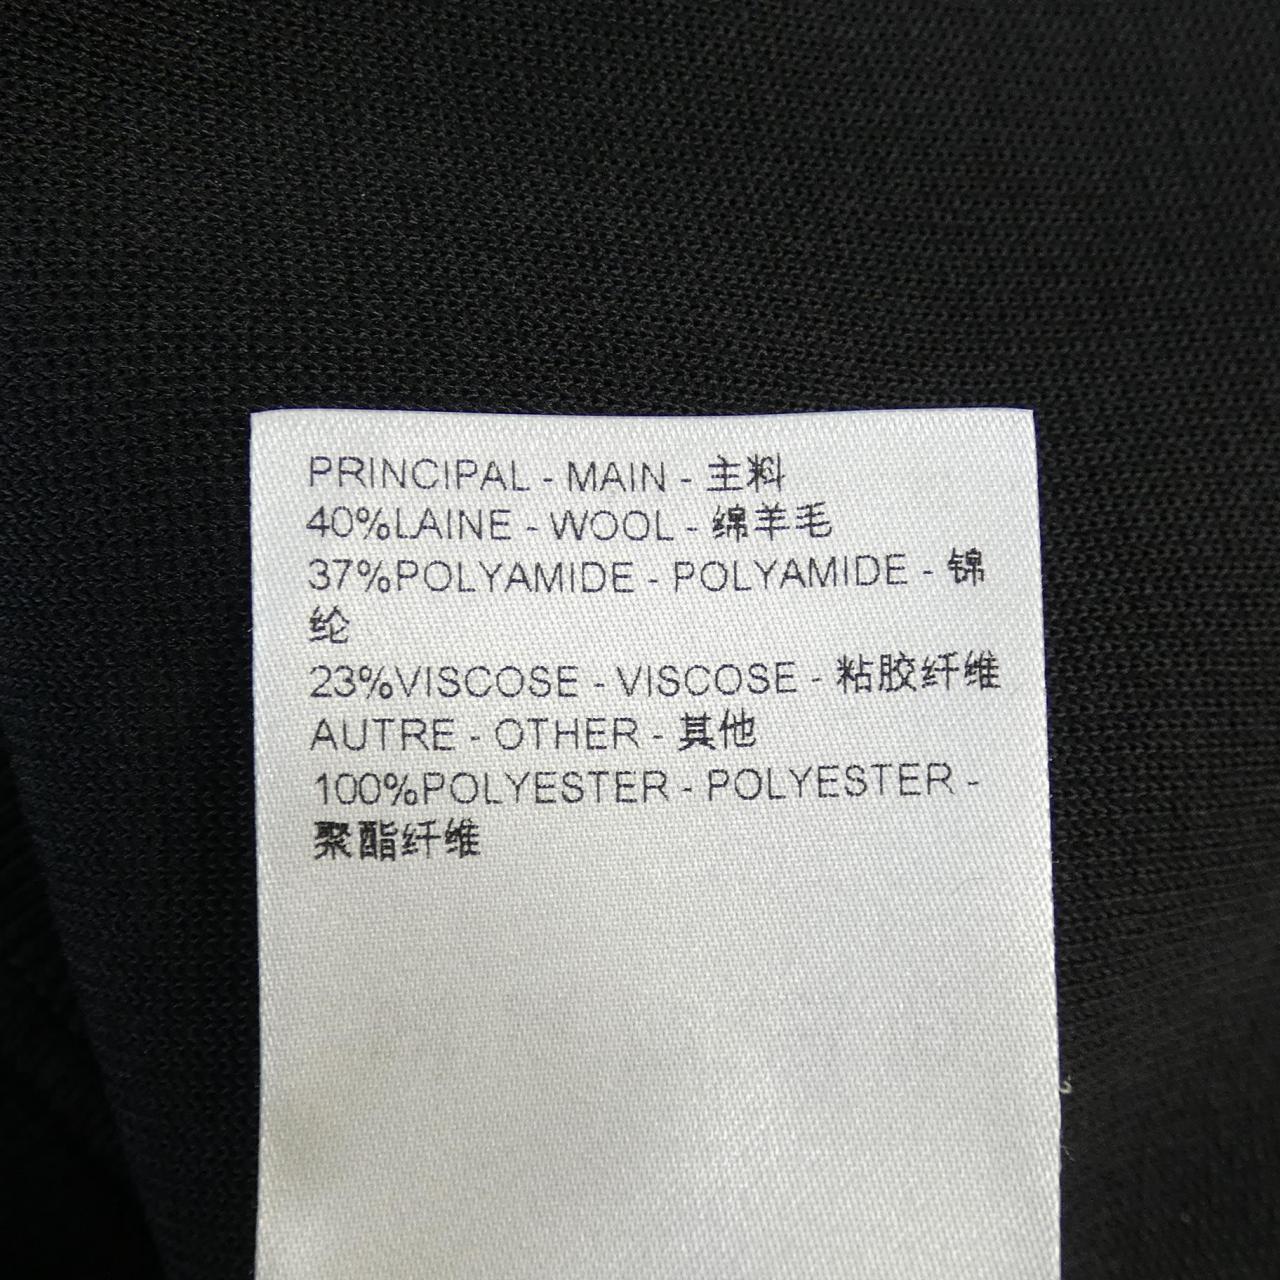 PRINCIPAL - MAIN - 主料
40%LAINE - WOOL - 绵羊毛
37%POLYAMIDE - POLYAMIDE - 锦
纶
23%VISCOSE - VISCOSE - 粘胶纤维
AUTRE - OTHER - 其他
100%POLYESTER - POLYESTER -
聚酯纤维